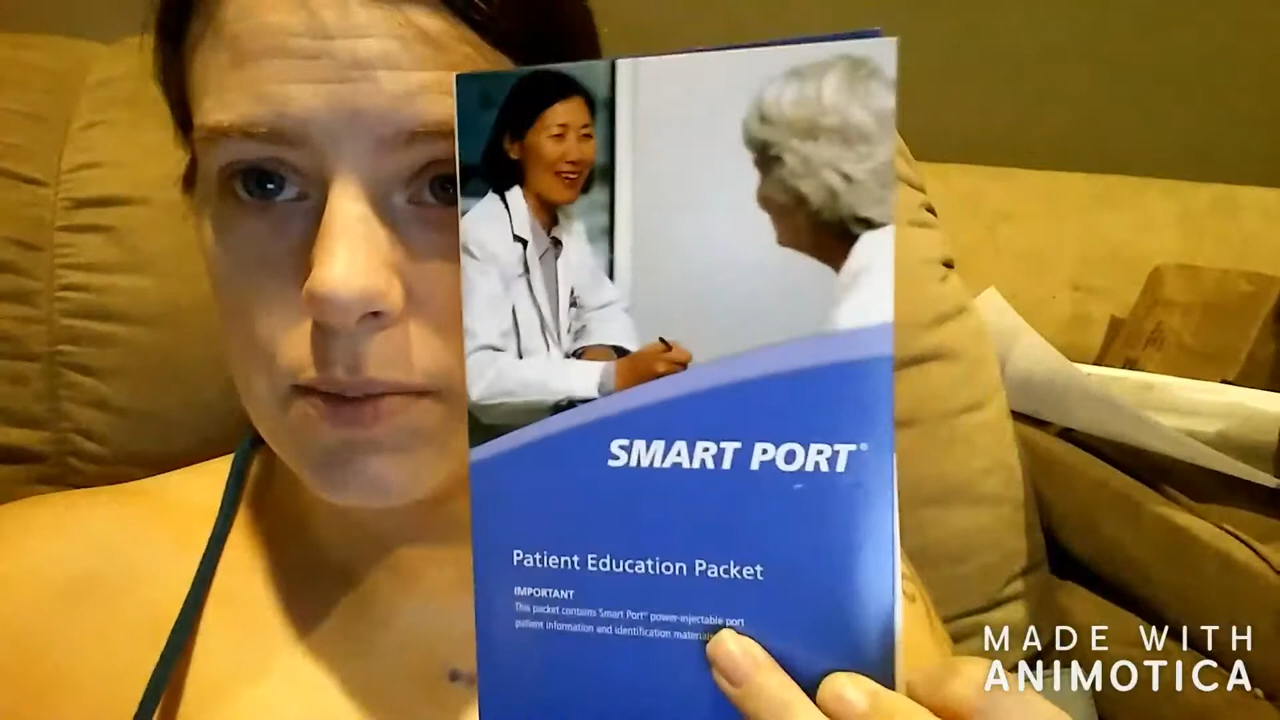 SMART PORT®
Patient Education Packet
IMPORTANT
This packet contains Smart Port® power-injectable port
patient information and identification materials
MADE WITH
ANIMOTICA